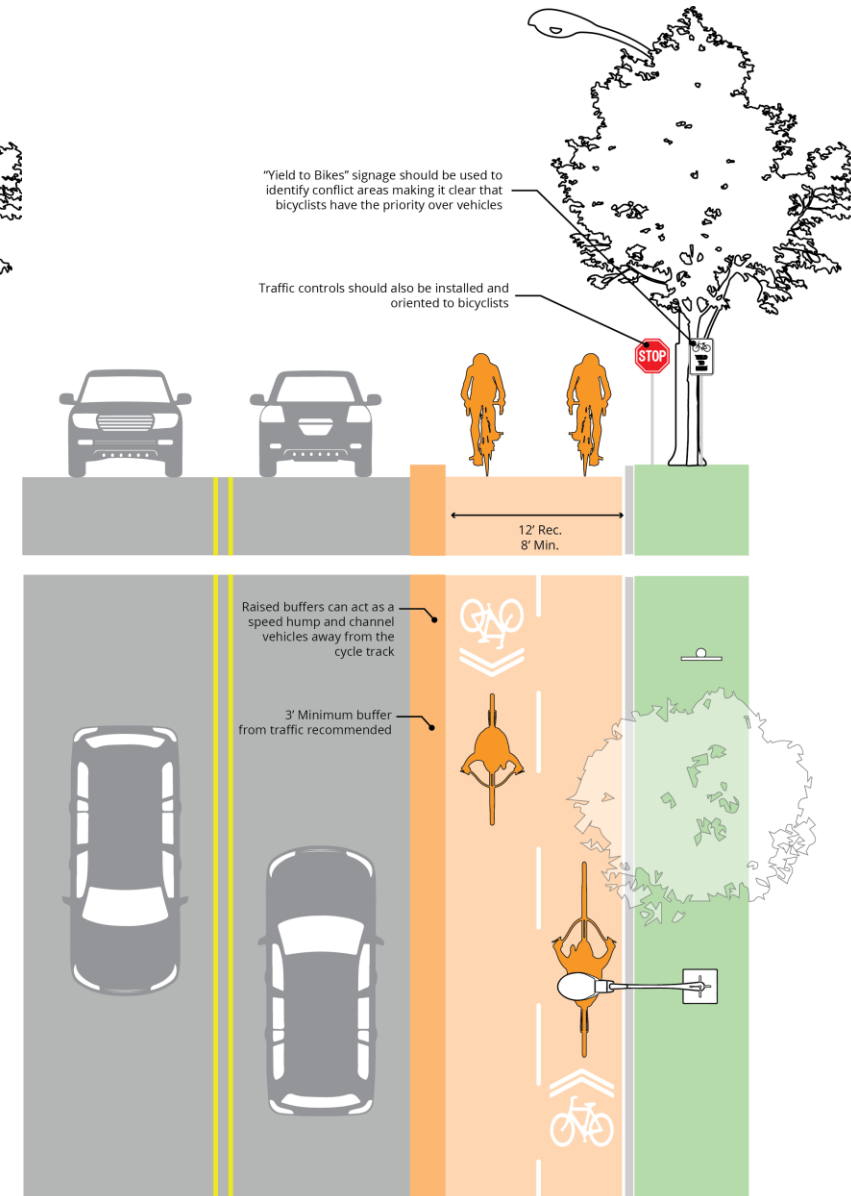 “Yield to Bikes” signage should be used to
identify conflict areas making it clear that
bicyclists have the priority over vehicles
Traffic controls should also be installed and
oriented to bicyclists
STOP
YIELD
TO
BIKES
12’ Rec.
8’ Min.
Raised buffers can act as a
speed hump and channel
vehicles away from the
cycle track
3’ Minimum buffer
from traffic recommended